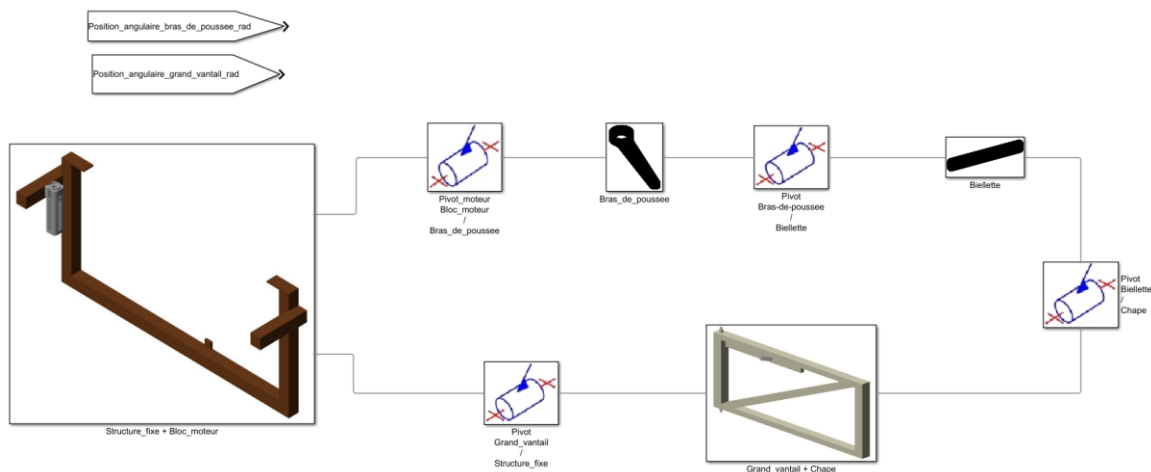 Position_angulaire_bras_de_poussee_rad
Position_angulaire_grand_vantail_rad
Pivot_moteur
Bloc_moteur
/
Bras_de_poussee
Bras_de_poussee
Pivot
Bras-de-poussee
/
Biellette
Biellette
Pivot
Biellette
/
Chape
Structure_fixe + Bloc_moteur
Pivot
Grand_vantail
/
Structure_fixe
Grand_vantail + Chape